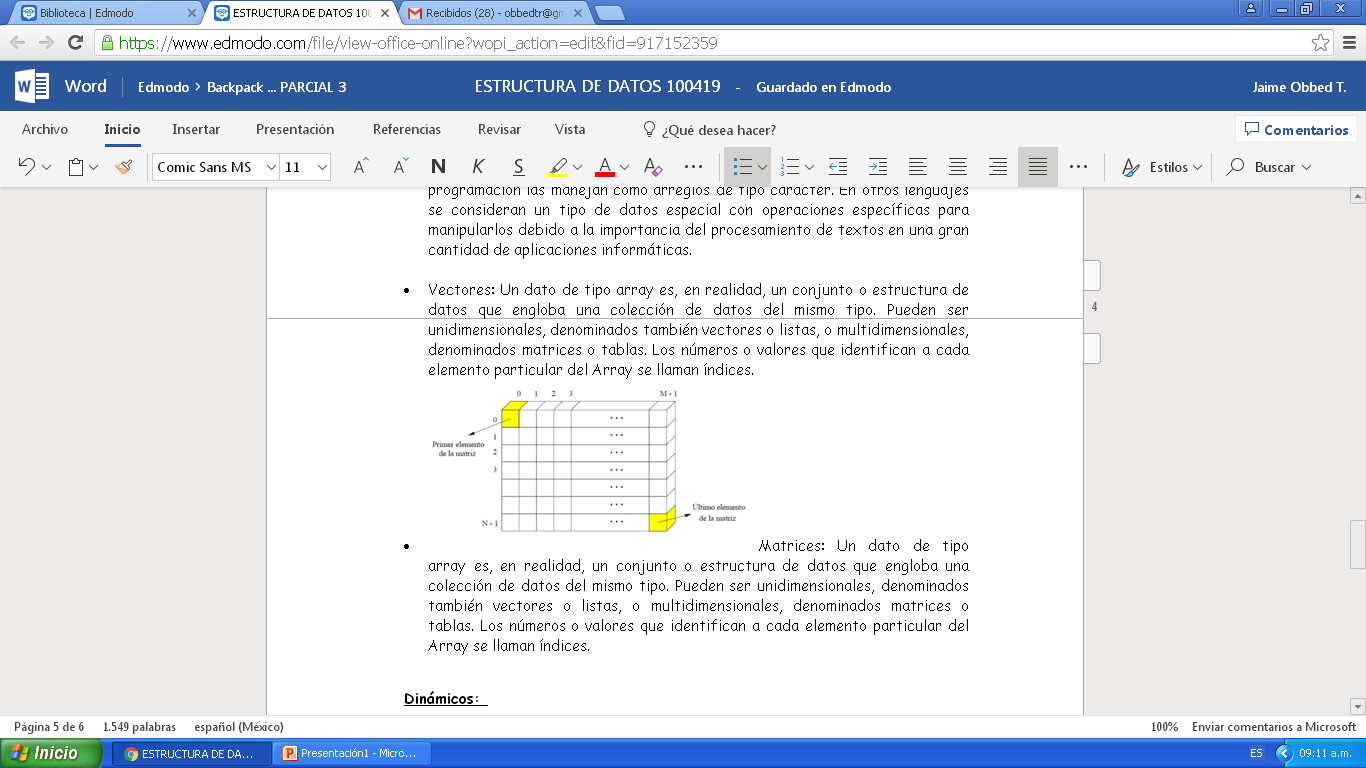 Biblioteca | Edmodo
ESTRUCTURA DE DATOS 100
Recibidos (28) - obbedtr@gm
https://www.edmodo.com/file/view-office-online?wopi_action=edit&fid=917152359
Word
Edmodo > Backpack ... PARCIAL 3
ESTRUCTURA DE DATOS 100419 - Guardado en Edmodo
Jaime Obbed T.
Archivo Inicio Insertar Presentación Referencias Revisar Vista ¿Qué desea hacer? Comentarios
Comic Sans MS 11 N K S A Estilos Buscar
programación las manejan como arreglos de tipo carácter. En otros lenguajes
se consideran un tipo de datos especial con operaciones específicas para
manipularlos debido a la importancia del procesamiento de textos en una gran
cantidad de aplicaciones informáticas.
• Vectores: Un dato de tipo array es, en realidad, un conjunto o estructura de
datos que engloba una colección de datos del mismo tipo. Pueden ser
4
unidimensionales, denominados también vectores o listas, o multidimensionales,
denominados matrices o tablas. Los números o valores que identifican a cada
elemento particular del Array se llaman índices.
0 1 2 3 M - 1
0
1
2
3
N - 1
Primer elemento
de la matriz
Último elemento
de la matriz
• Matrices: Un dato de tipo
array es, en realidad, un conjunto o estructura de datos que engloba una
colección de datos del mismo tipo. Pueden ser unidimensionales, denominados
también vectores o listas, o multidimensionales, denominados matrices o
tablas. Los números o valores que identifican a cada elemento particular del
Array se llaman índices.
Dinámicos:
Página 5 de 6 1.549 palabras español (México) 100% Enviar comentarios a Microsoft
Inicio ESTRUCTURA DE DA... Presentación1 - Micro... ES 09:11 a.m.